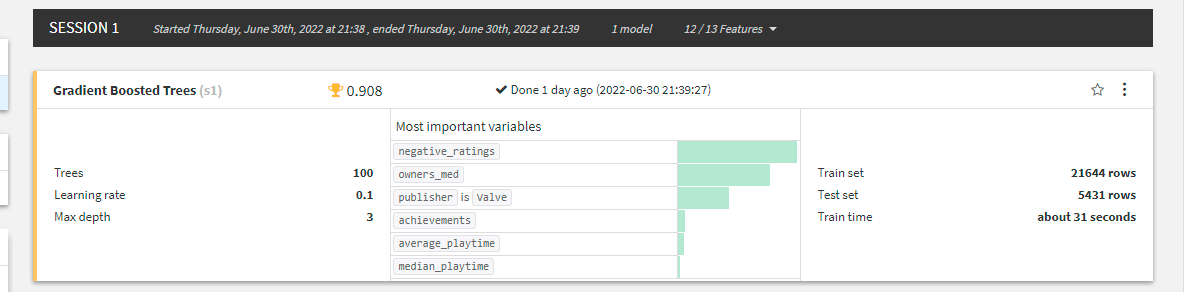 SESSION 1 Started Thursday, June 30th, 2022 at 21:38 , ended Thursday, June 30th, 2022 at 21:39 1 model 12 / 13 Features
Gradient Boosted Trees (s1) 0.908 Done 1 day ago (2022-06-30 21:39:27)
Trees 100
Learning rate 0.1
Max depth 3
Most important variables
negative_ratings
owners_med
publisher is Valve
achievements
average_playtime
median_playtime
Train set 21644 rows
Test set 5431 rows
Train time about 31 seconds